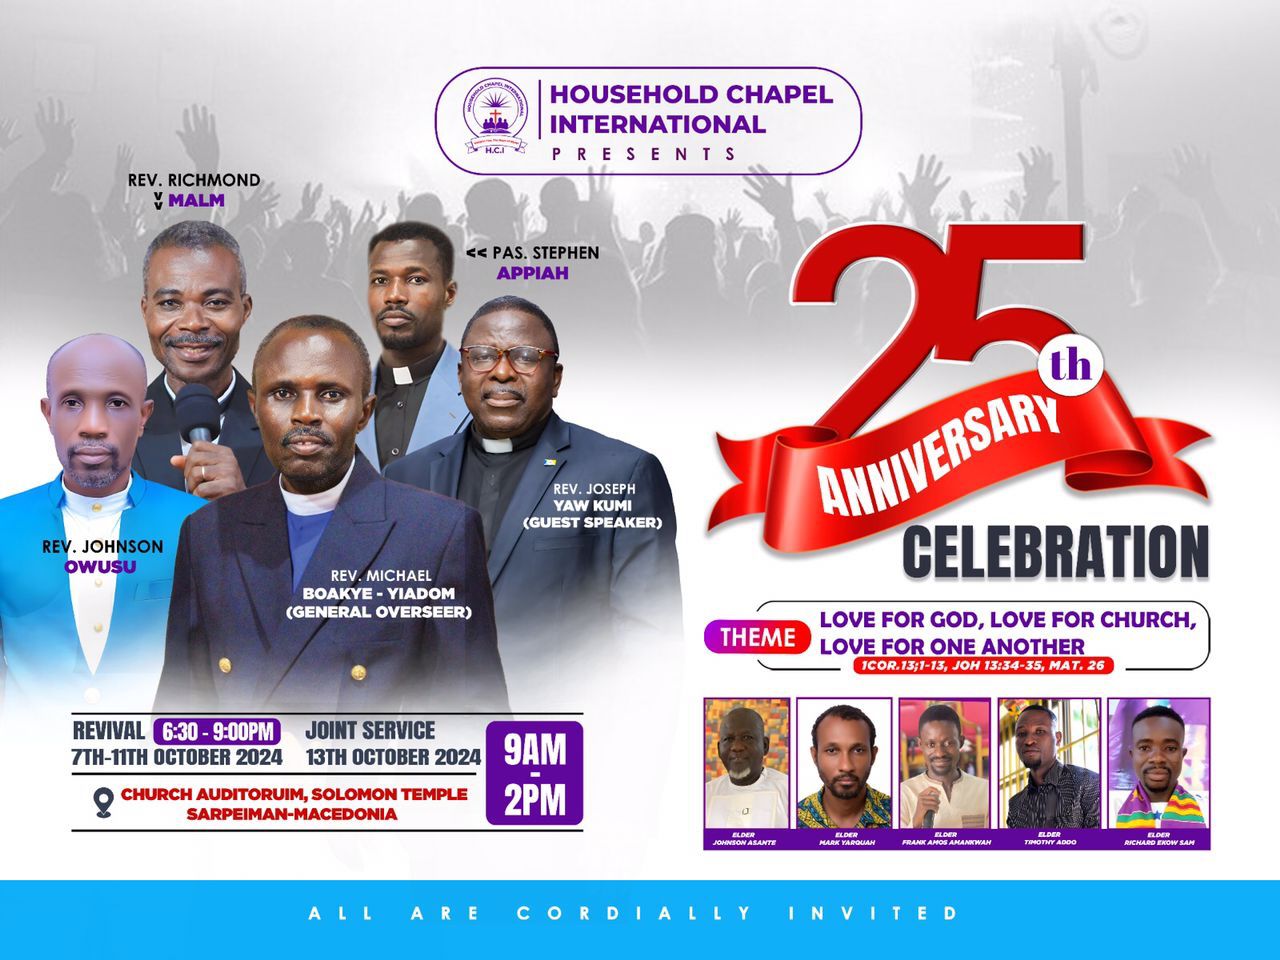 HOUSEHOLD CHAPEL
INTERNATIONAL
PRESENTS
HOUSEHOLD CHAPEL INTERNATIONAL
H.C.I
REV. RICHMOND
MALM
<< PAS. STEPHEN
APPIAH
REV. JOHNSON
OWUSU
REV. MICHAEL
BOAKYE - YIADOM
(GENERAL OVERSEER)
REV. JOSEPH
YAW KUMI
(GUEST SPEAKER)
25th
ANNIVERSARY
CELEBRATION
THEME
LOVE FOR GOD, LOVE FOR CHURCH,
LOVE FOR ONE ANOTHER
1COR.13;1-13, JOH 13:34-35, MAT. 26
REVIVAL 6:30 - 9:00PM
7TH-11TH OCTOBER 2024
JOINT SERVICE
13TH OCTOBER 2024
9AM
-
2PM
CHURCH AUDITORUIM, SOLOMON TEMPLE
SARPEIMAN-MACEDONIA
ELDER
JOHNSON ASANTE
ELDER
MARK YARQUAH
ELDER
FRANK AMOS AMANKWAH
ELDER
TIMOTHY ADDO
ELDER
RICHARD EKOW SAM
ALL ARE CORDIALLY INVITED